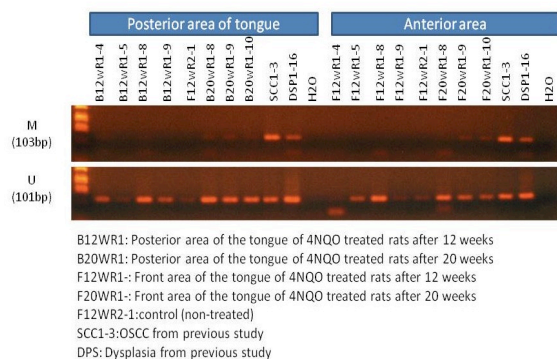 Posterior area of tongue
Anterior area
B12wR1-4
B12wR1-5
B12wR1-8
B12wR1-9
F12wR2-1
B20wR1-8
B20wR1-9
B20wR1-10
SCC1-3
DSP1-16
H2O
F12wR1-4
F12wR1-5
F12wR1-8
F12wR1-9
F12wR2-1
F20wR1-8
F20wR1-9
F20wR1-10
SCC1-3
DSP1-16
H2O
M
(103bp)
U
(101bp)
B12WR1: Posterior area of the tongue of 4NQO treated rats after 12 weeks
B20WR1: Posterior area of the tongue of 4NQO treated rats after 20 weeks
F12WR1-: Front area of the tongue of 4NQO treated rats after 12 weeks
F20WR1-: Front area of the tongue of 4NQO treated rats after 20 weeks
F12WR2-1:control (non-treated)
SCC1-3:OSCC from previous study
DPS: Dysplasia from previous study